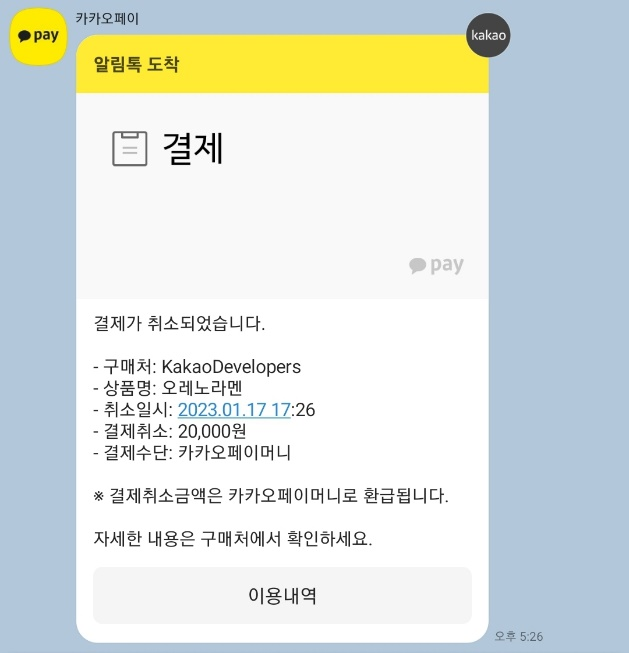 pay
카카오페이
kakao
알림톡 도착
결제
pay
결제가 취소되었습니다.
- 구매처: KakaoDevelopers
- 상품명: 오레노라멘
- 취소일시: 2023.01.17 17:26
- 결제취소: 20,000원
- 결제수단: 카카오페이머니
※ 결제취소금액은 카카오페이머니로 환급됩니다.
자세한 내용은 구매처에서 확인하세요.
이용내역
오후 5:26